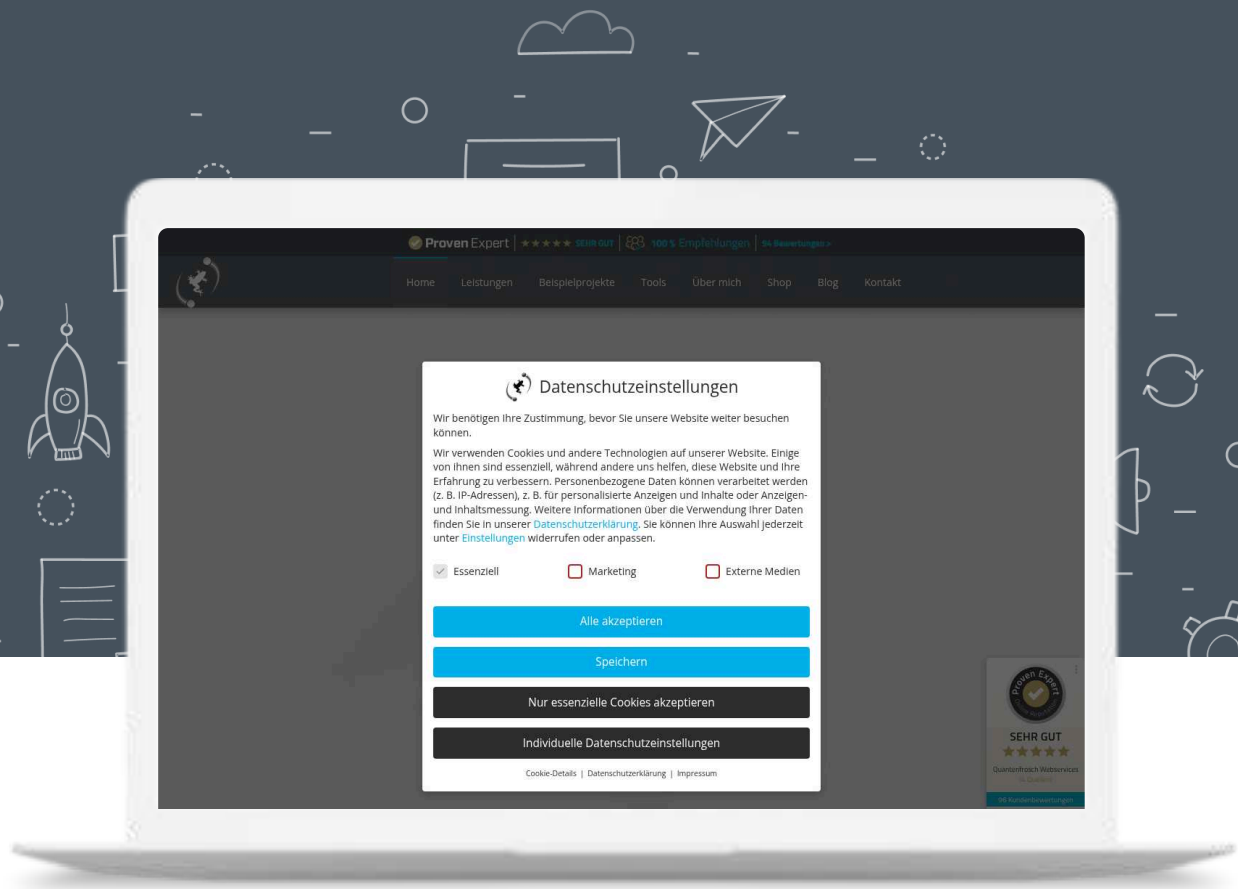 Proven Expert | ★★★★★ SEHR GUT | 100 % Empfehlungen | 54 Bewertungen >
Home Leistungen Beispielprojekte Tools Über mich Shop Blog Kontakt
Datenschutzeinstellungen
Wir benötigen Ihre Zustimmung, bevor Sie unsere Website weiter besuchen
können.
Wir verwenden Cookies und andere Technologien auf unserer Website. Einige
von ihnen sind essenziell, während andere uns helfen, diese Website und Ihre
Erfahrung zu verbessern. Personenbezogene Daten können verarbeitet werden
(z. B. IP-Adressen), z. B. für personalisierte Anzeigen und Inhalte oder Anzeigen-
und Inhaltsmessung. Weitere Informationen über die Verwendung Ihrer Daten
finden Sie in unserer Datenschutzerklärung. Sie können Ihre Auswahl jederzeit
unter Einstellungen widerrufen oder anpassen.
Essenziell Marketing Externe Medien
Alle akzeptieren
Speichern
Nur essenzielle Cookies akzeptieren
Individuelle Datenschutzeinstellungen
Cookie-Details | Datenschutzerklärung | Impressum
Proven Expert
SEHR GUT
★★★★★
Quantenfrosch Webservices
Kundenbewertungen